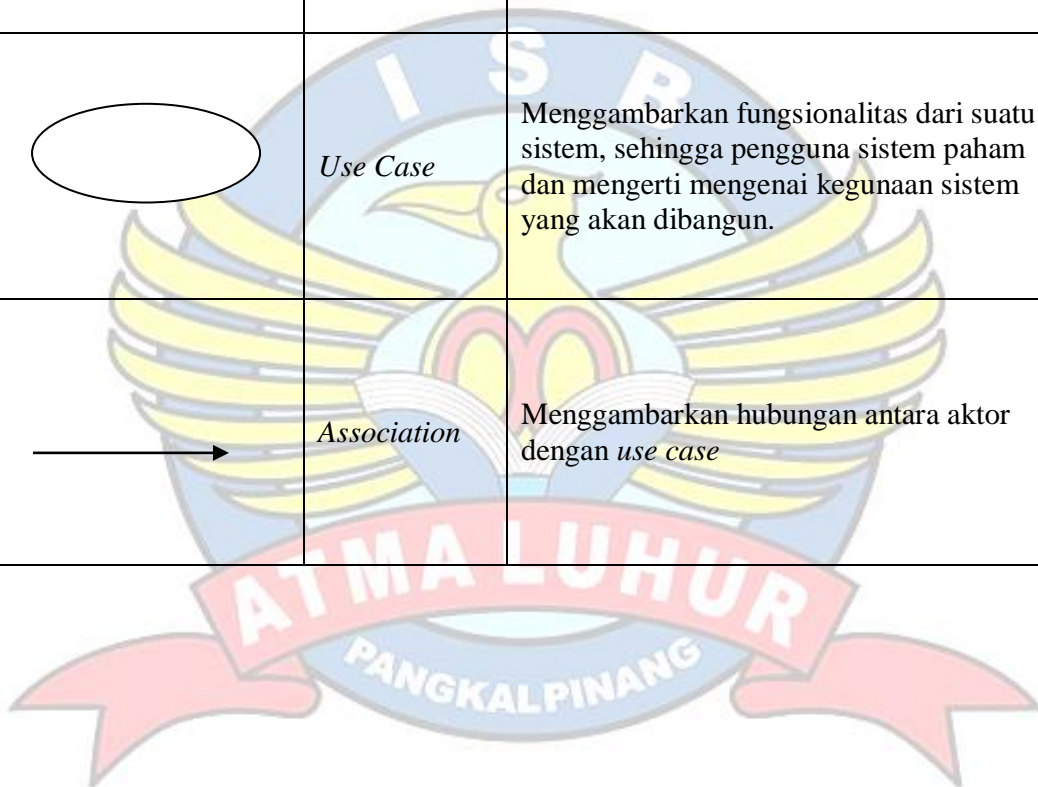 I S B
Use Case
Menggambarkan fungsionalitas dari suatu
sistem, sehingga pengguna sistem paham
dan mengerti mengenai kegunaan sistem
yang akan dibangun.
Association
Menggambarkan hubungan antara aktor
dengan use case
ATMA LUHUR
PANGKALPINANG